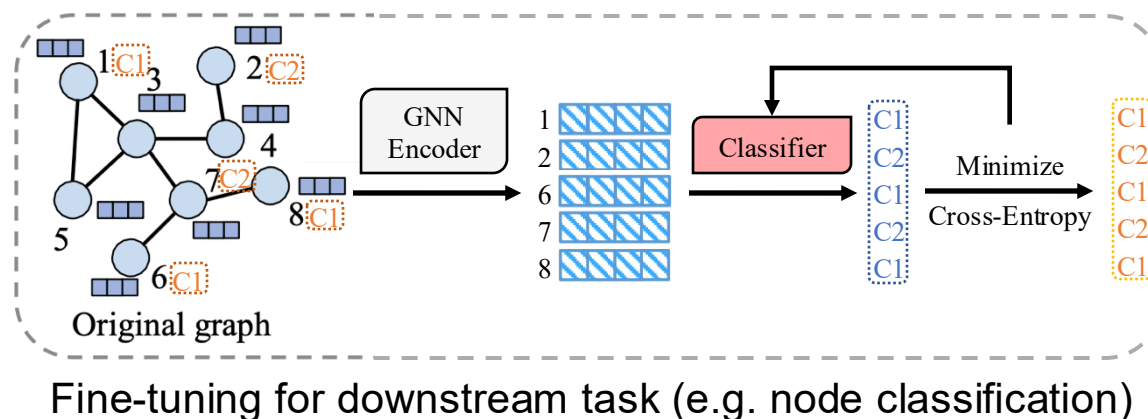 1 C1
2 C2
3
4
5
6 C1
7 C2
8 C1
Original graph
GNN
Encoder
1
2
6
7
8
Classifier
C1
C2
C1
C2
C1
Minimize
Cross-Entropy
C1
C2
C1
C2
C1
Fine-tuning for downstream task (e.g. node classification)